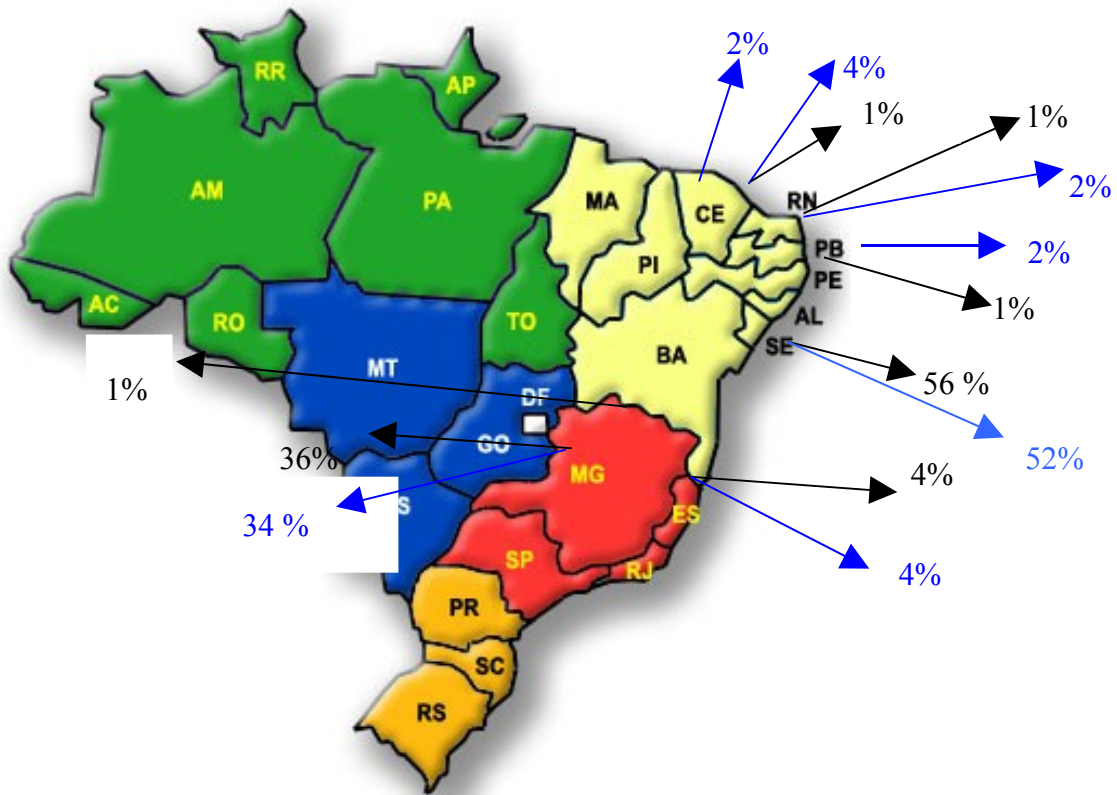 2%
4%
1%
1%
2%
RR
AP
AM
PA
MA
CE
RN
PB
2%
PI
PE
1%
AC
RO
TO
AL
SE
MT
BA
1%
56 %
DF
36%
GO
MG
4%
52%
S
34 %
ES
SP
RJ
4%
PR
SC
RS